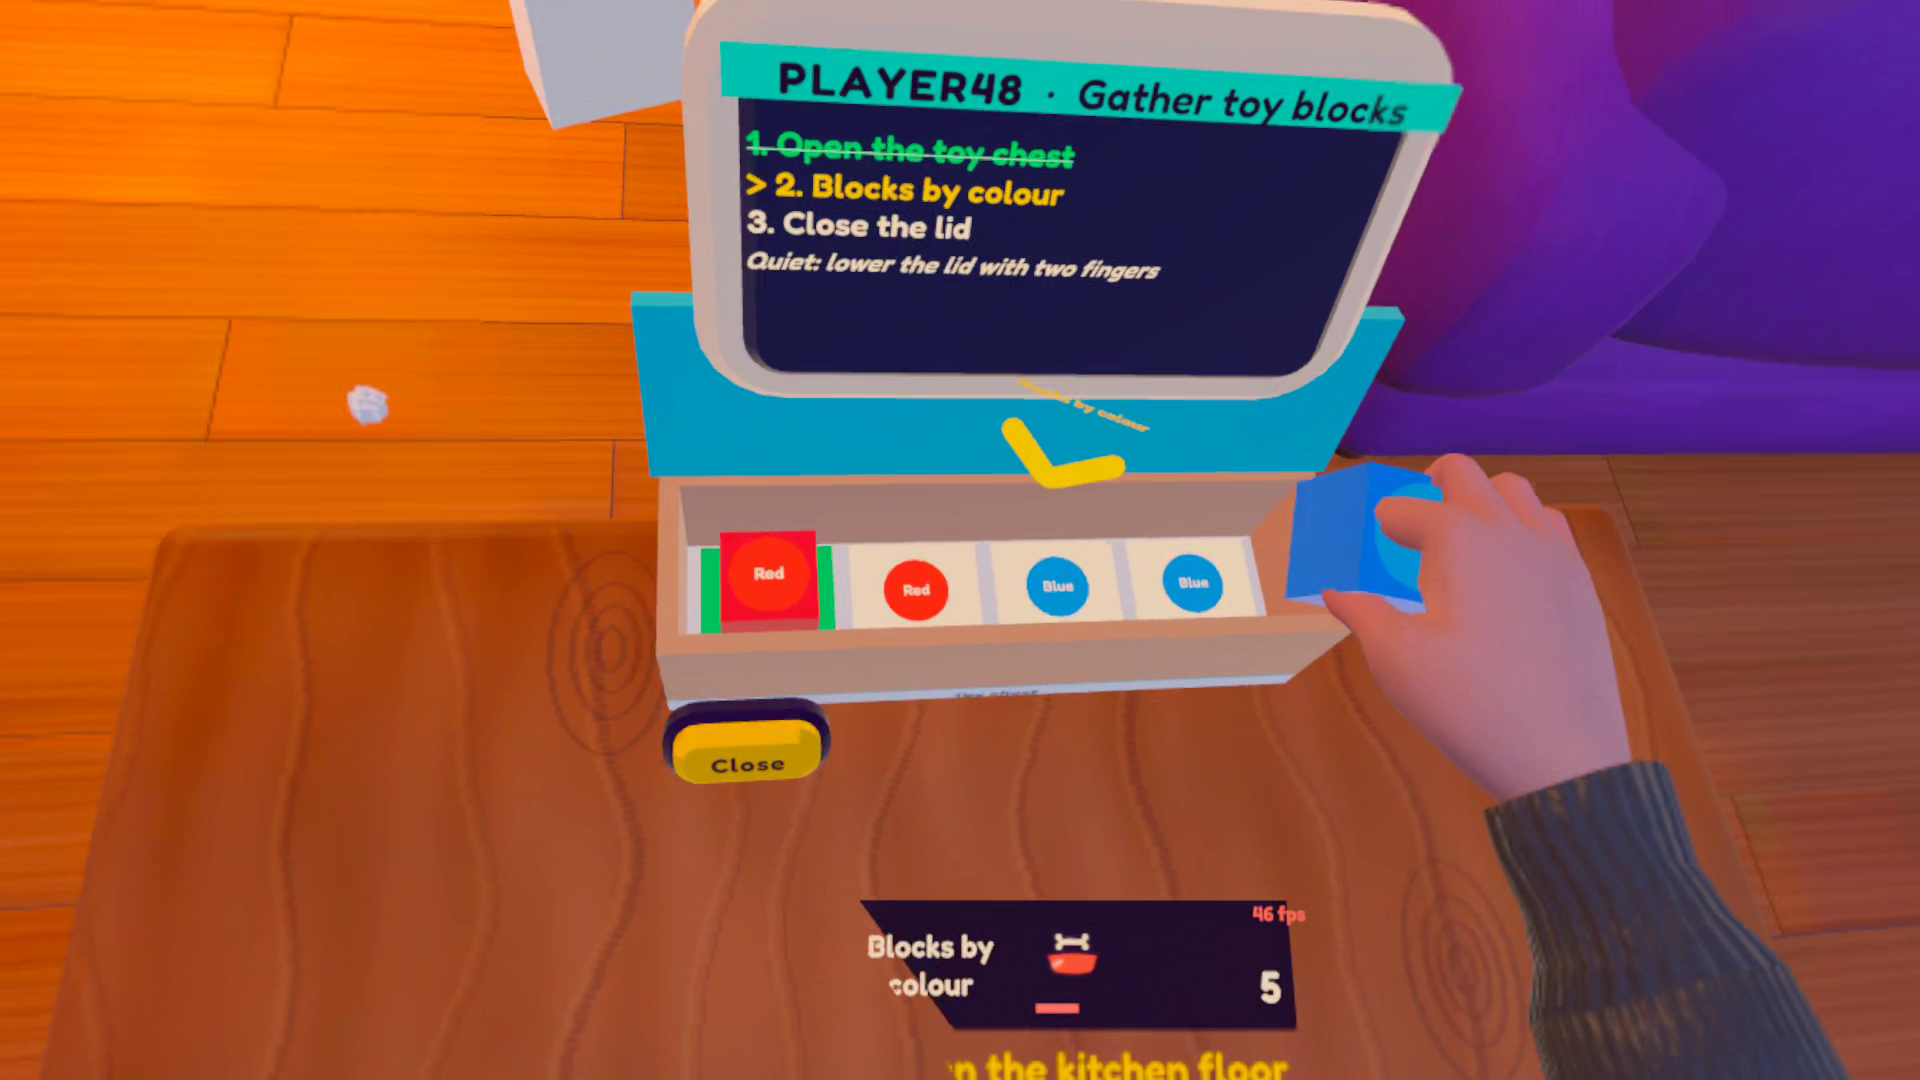 PLAYER48 · Gather toy blocks
1. Open the toy chest
> 2. Blocks by colour
3. Close the lid
Quiet: lower the lid with two fingers
by colour
Red
Red
Blue
Blue
Close
46 fps
Blocks by
colour
5
the kitchen floor